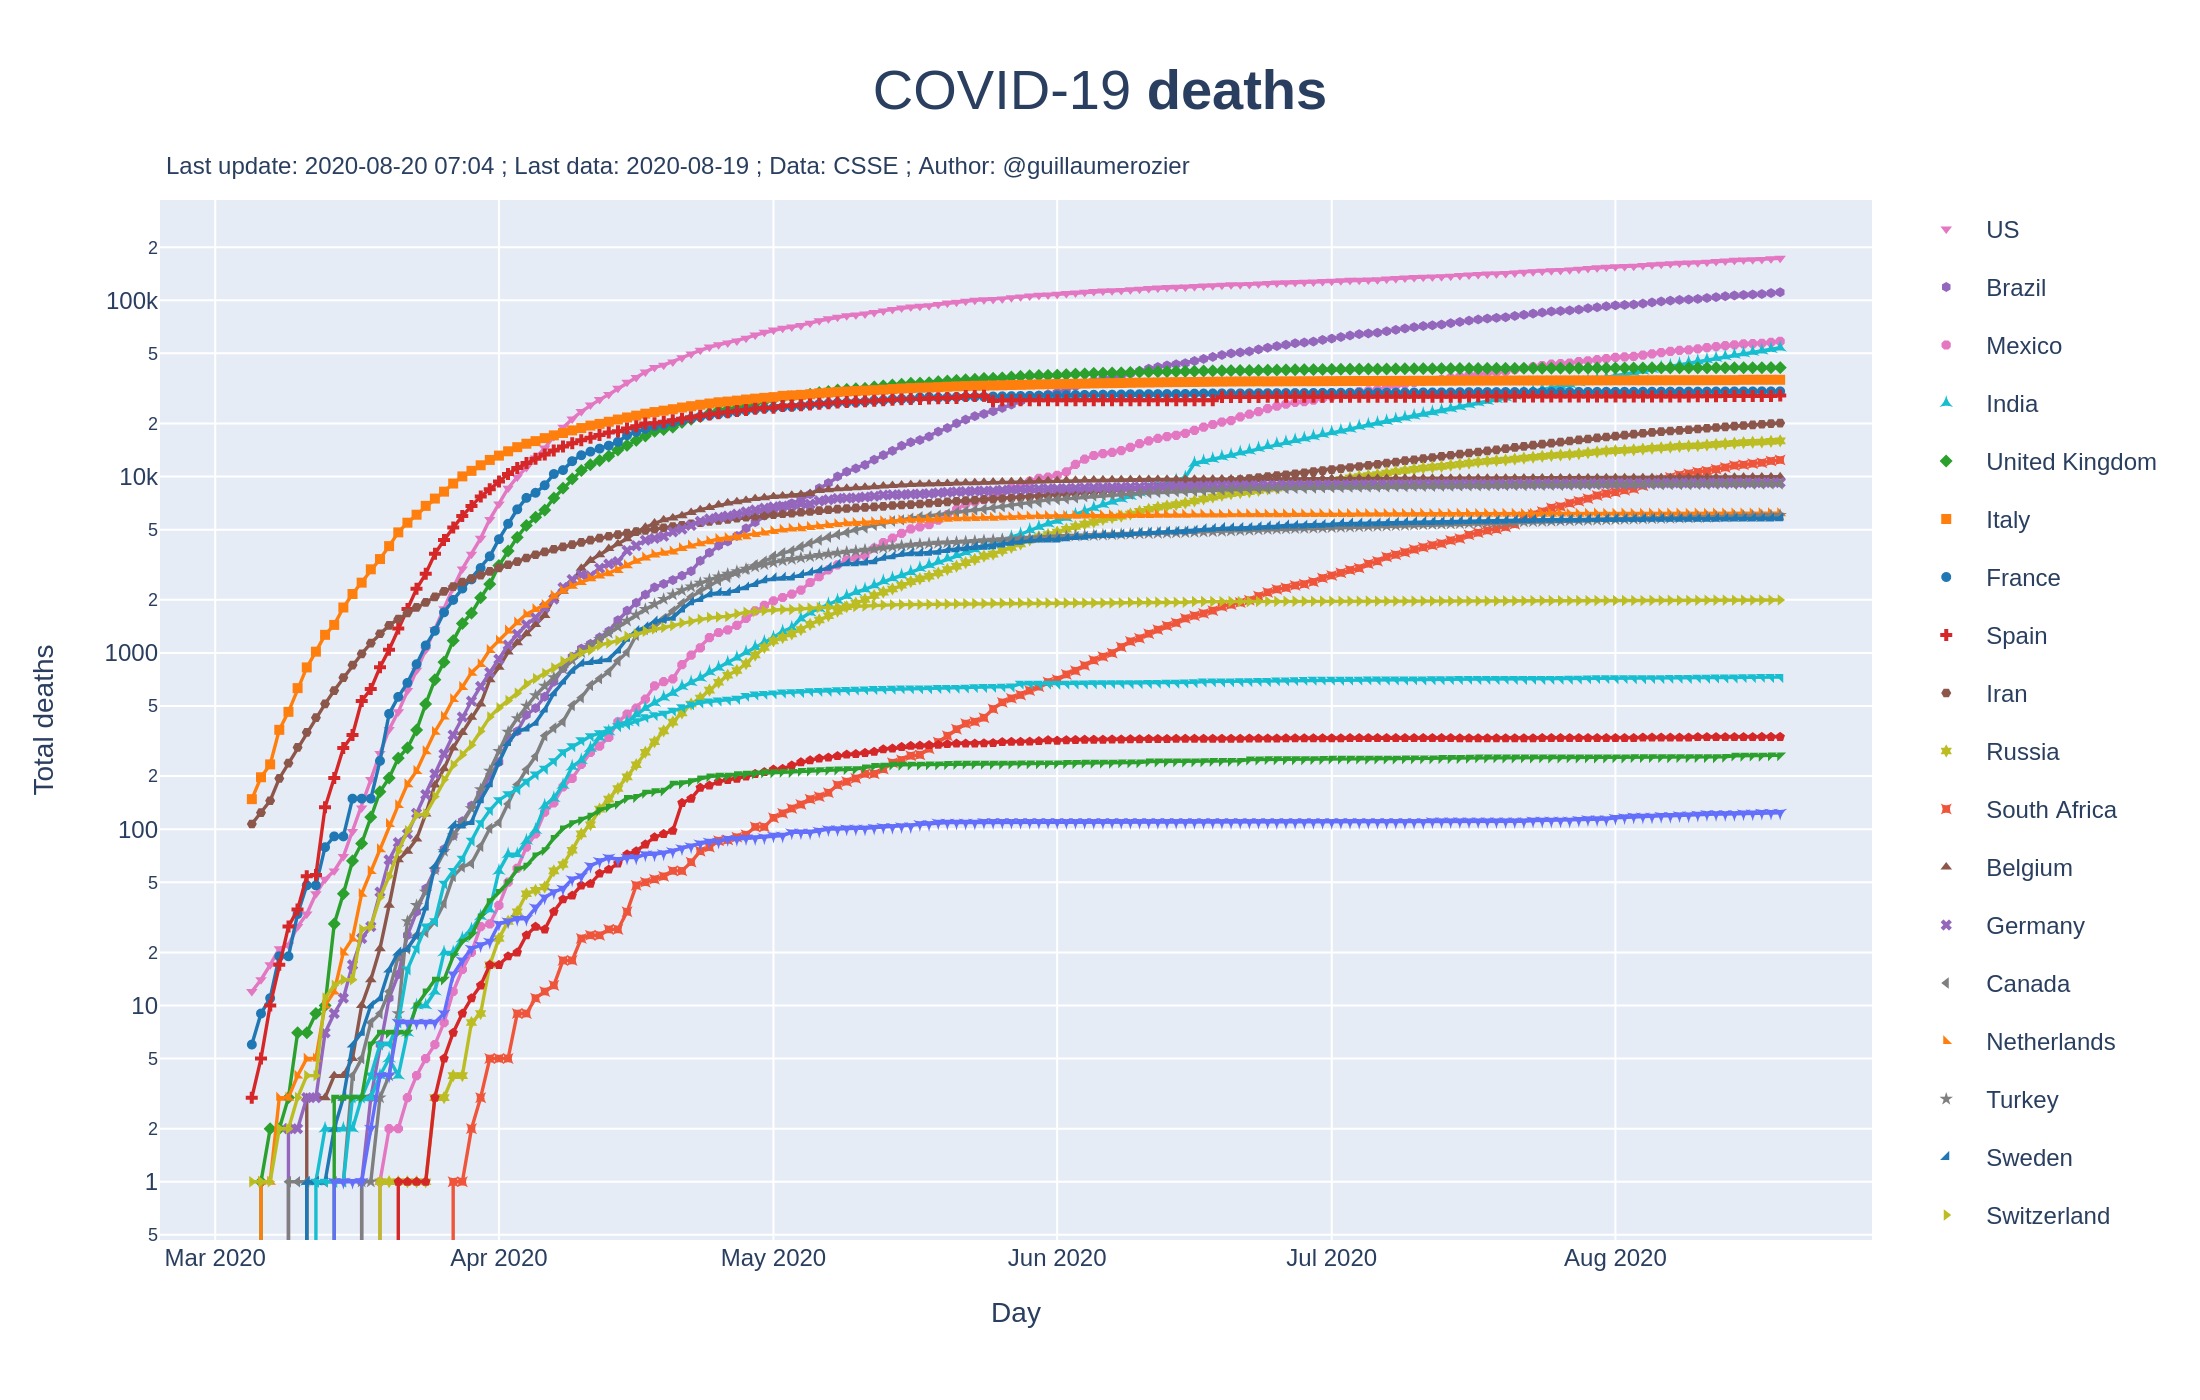 COVID-19 deaths
Last update: 2020-08-20 07:04 ; Last data: 2020-08-19 ; Data: CSSE ; Author: @guillaumerozier
Total deaths
2
100k
5
2
10k
5
2
1000
5
2
100
5
2
10
5
2
1
5
Mar 2020 Apr 2020 May 2020 Jun 2020 Jul 2020 Aug 2020
Day
US
Brazil
Mexico
India
United Kingdom
Italy
France
Spain
Iran
Russia
South Africa
Belgium
Germany
Canada
Netherlands
Turkey
Sweden
Switzerland